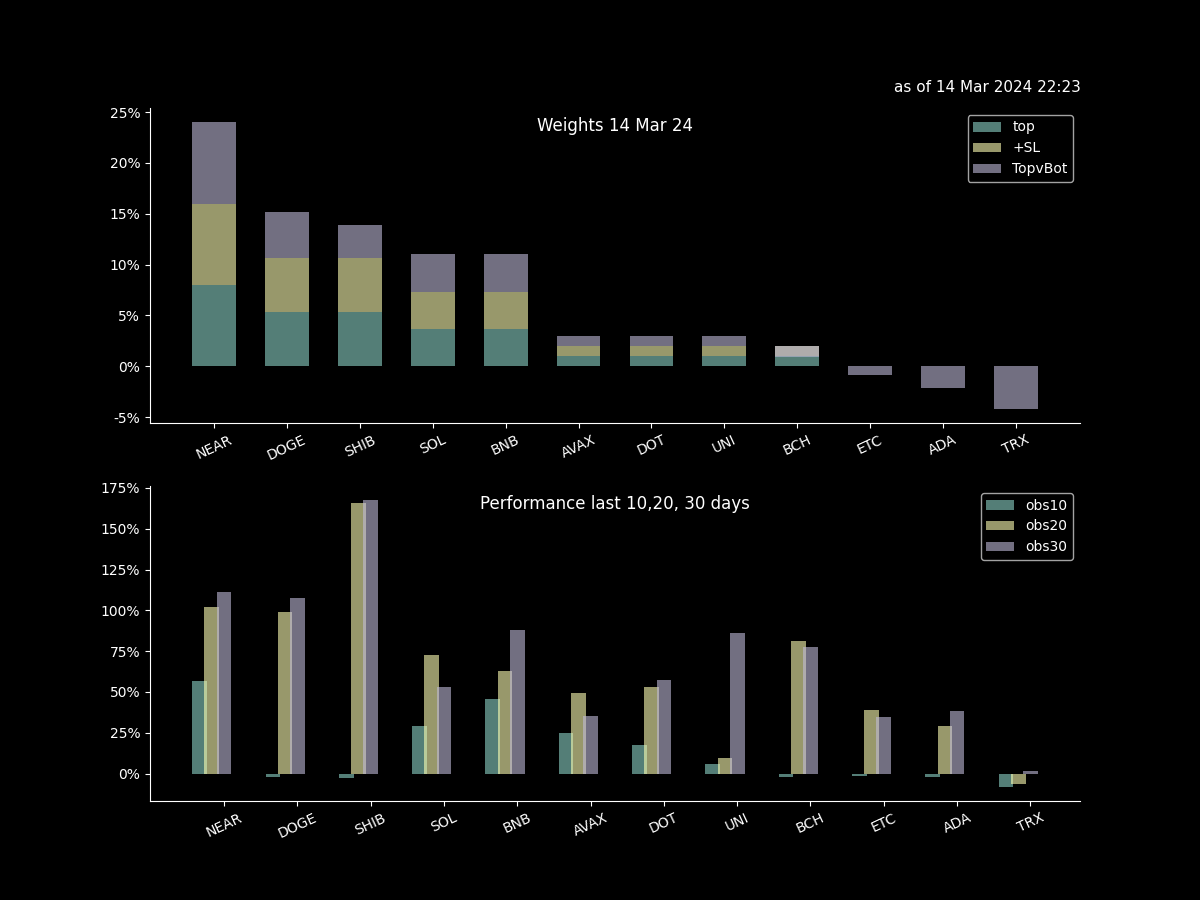 as of 14 Mar 2024 22:23
Weights 14 Mar 24
top
+SL
TopvBot
25%
20%
15%
10%
5%
0%
-5%
NEAR DOGE SHIB SOL BNB AVAX DOT UNI BCH ETC ADA TRX
Performance last 10,20, 30 days
obs10
obs20
obs30
175%
150%
125%
100%
75%
50%
25%
0%
NEAR DOGE SHIB SOL BNB AVAX DOT UNI BCH ETC ADA TRX